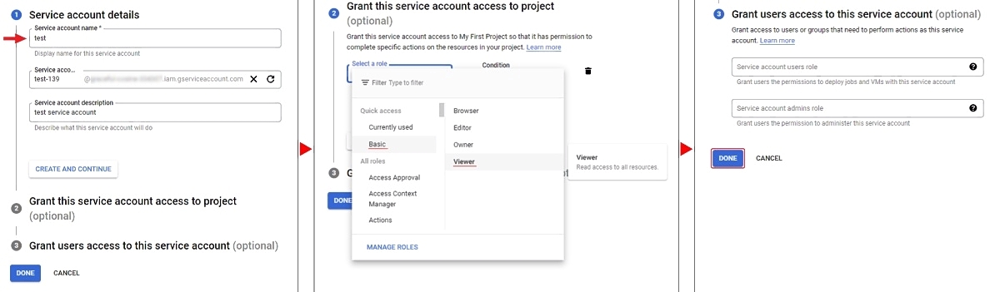 1 Service account details
Service account name *
test
Display name for this service account
Service acco...
test-139
@ .iam.gserviceaccount.com
Service account description
test service account
Describe what this service account will do
CREATE AND CONTINUE
2 Grant this service account access to project
(optional)
3 Grant users access to this service account (optional)
DONE CANCEL
Grant this service account access to project
2 (optional)
Grant this service account access to My First Project so that it has permission to
complete specific actions on the resources in your project. Learn more
Select a role
Condition
Filter Type to filter
Quick access
Currently used
Basic
All roles
Access Approval
Access Context
Manager
Actions
Browser
Editor
Owner
Viewer
MANAGE ROLES
Viewer
Read access to all resources.
3
DONE
3 Grant users access to this service account (optional)
Grant access to users or groups that need to perform actions as this service
account. Learn more
Service account users role ?
Grant users the permissions to deploy jobs and VMs with this service account
Service account admins role ?
Grant users the permission to administer this service account
DONE CANCEL